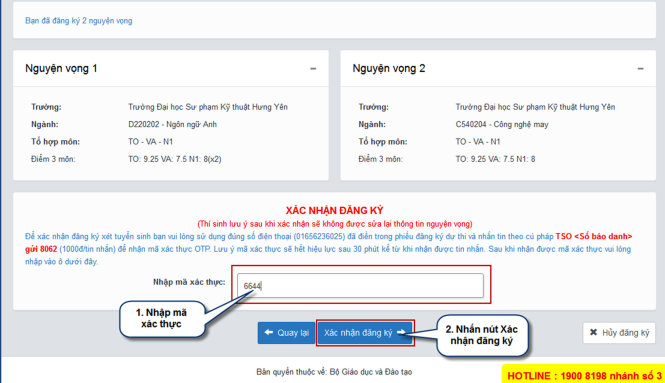 Bạn đã đăng ký 2 nguyện vọng
Nguyện vọng 1
Trường: Trường Đại học Sư phạm Kỹ thuật Hưng Yên
Ngành: D220202 - Ngôn ngữ Anh
Tổ hợp môn: TO - VA - N1
Điểm 3 môn: TO: 9.25 VA: 7.5 N1: 8(x2)
Nguyện vọng 2
Trường: Trường Đại học Sư phạm Kỹ thuật Hưng Yên
Ngành: C540204 - Công nghệ may
Tổ hợp môn: TO - VA - N1
Điểm 3 môn: TO: 9.25 VA: 7.5 N1: 8
XÁC NHẬN ĐĂNG KÝ
(Thí sinh lưu ý sau khi xác nhận sẽ không được sửa lại thông tin nguyện vọng)
Để xác nhận đăng ký xét tuyển sinh bạn vui lòng sử dụng đúng số điện thoại (01656236025) đã điền trong phiếu đăng ký dự thi và nhắn tin theo cú pháp TSO <Số báo danh>
gửi 8062 (1000đ/tin nhắn) để nhận mã xác thực OTP. Lưu ý mã xác thực sẽ hết hiệu lực sau 30 phút kể từ khi nhận được tin nhắn. Sau khi nhận được mã xác thực vui lòng
nhập vào ô dưới đây.
Nhập mã xác thực: 6644
1. Nhập mã
xác thực
Quay lại
Xác nhận đăng ký
2. Nhấn nút Xác
nhận đăng ký
Hủy đăng ký
Bản quyền thuộc về: Bộ Giáo dục và Đào tạo
HOTLINE : 1900 8198 nhánh số 3